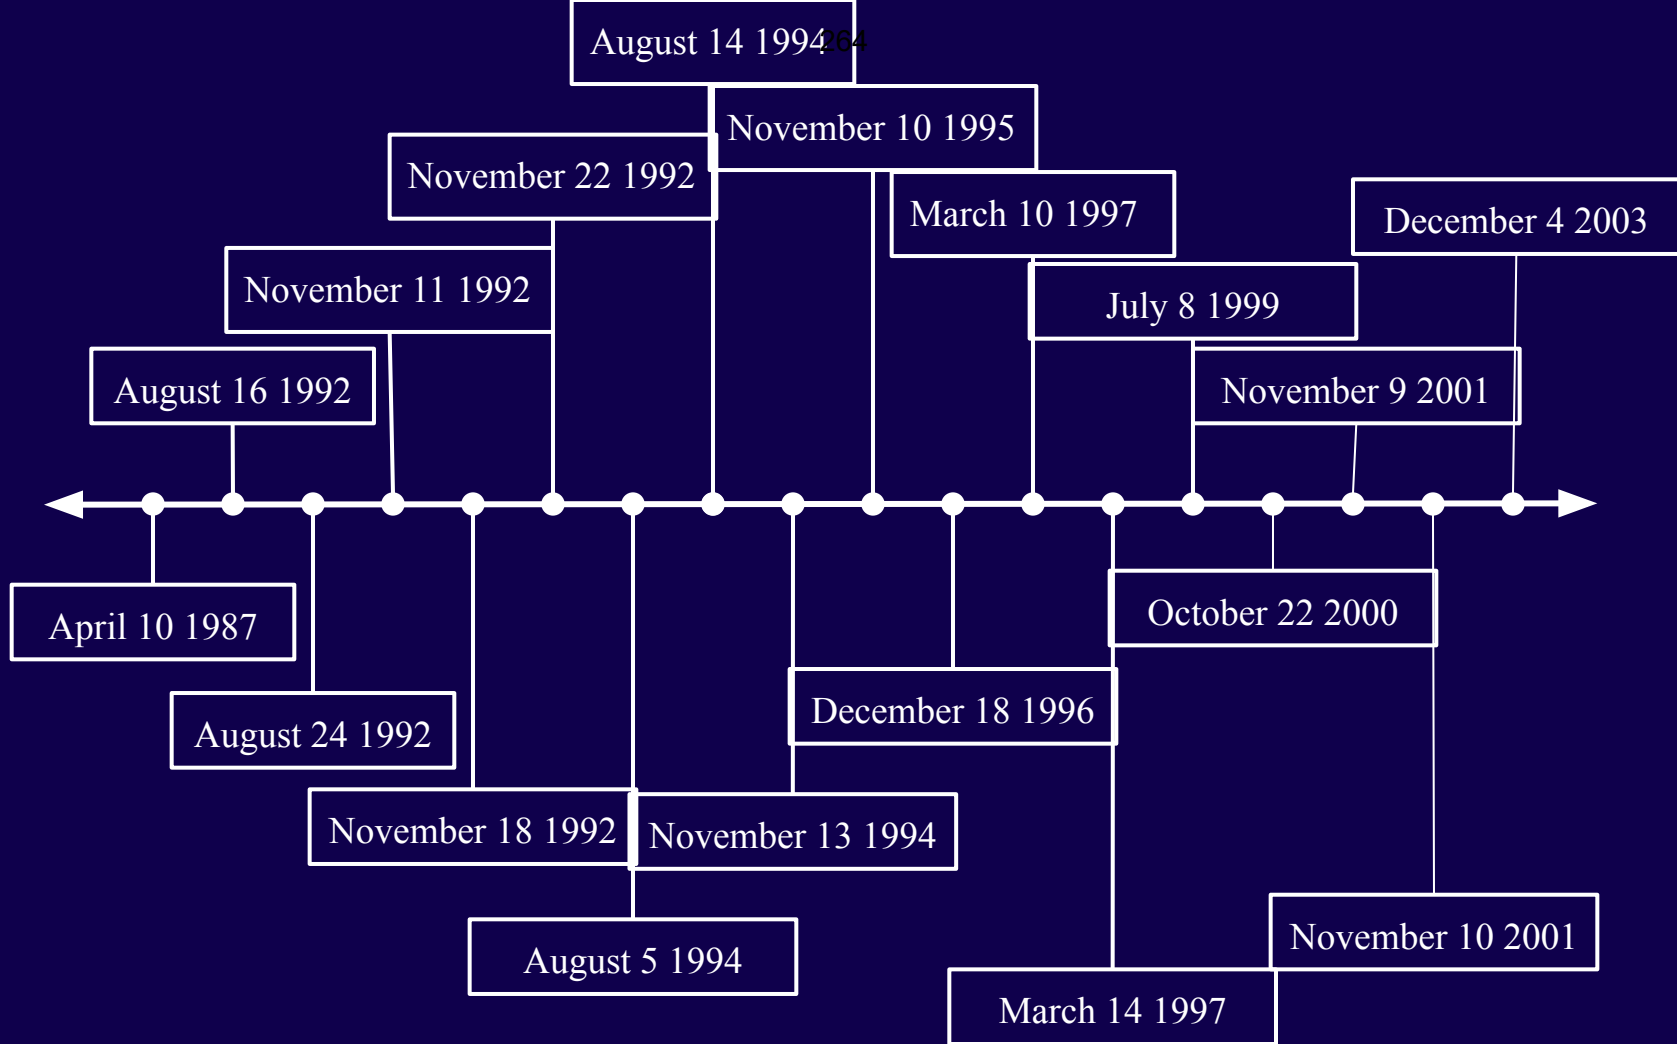 August 14 1994
264
November 10 1995
November 22 1992
March 10 1997
December 4 2003
November 11 1992
July 8 1999
August 16 1992
November 9 2001
April 10 1987
October 22 2000
August 24 1992
December 18 1996
November 18 1992
November 13 1994
August 5 1994
November 10 2001
March 14 1997